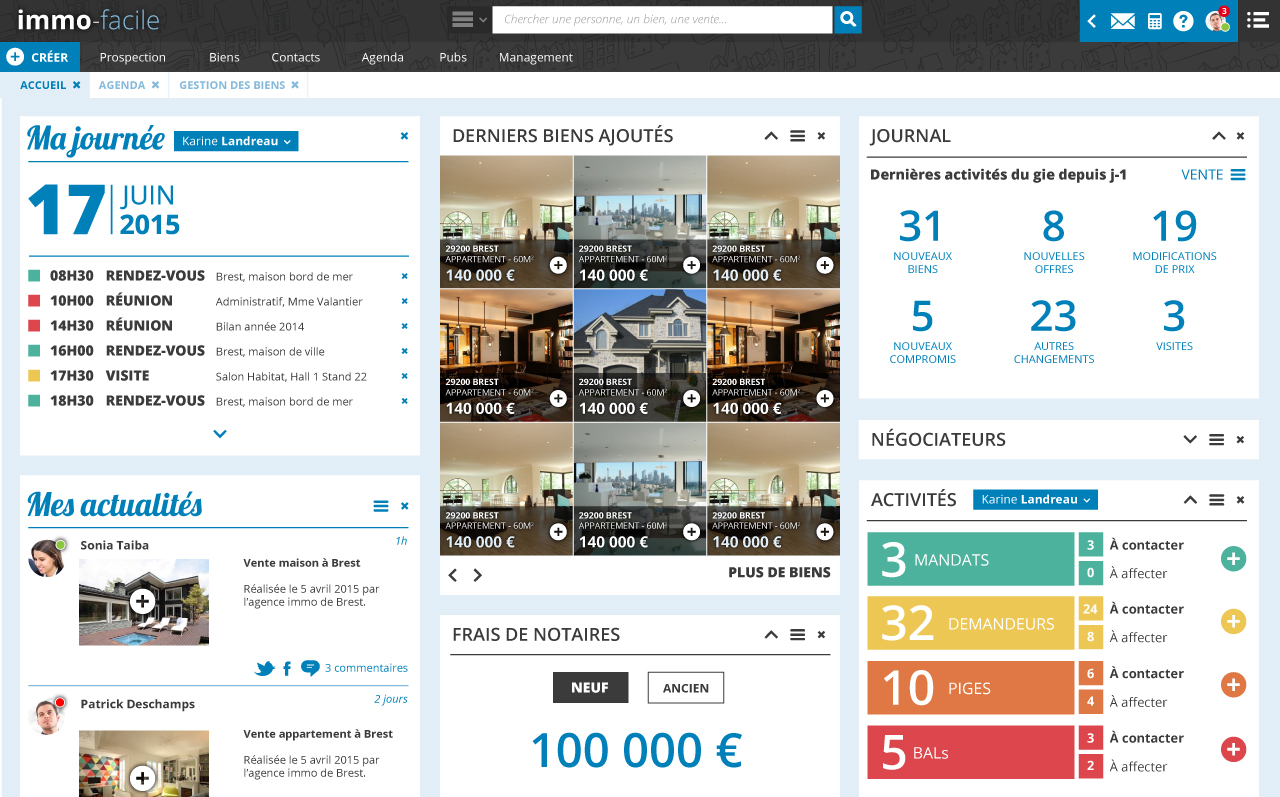 immo-facile
Chercher une personne, un bien, une vente...
3
CRÉER
Prospection
Biens
Contacts
Agenda
Pubs
Management
ACCUEIL
AGENDA
GESTION DES BIENS
Ma journée
Karine Landreau
17
JUIN
2015
08H30 RENDEZ-VOUS Brest, maison bord de mer
10H00 RÉUNION Administratif, Mme Valantier
14H30 RÉUNION Bilan année 2014
16H00 RENDEZ-VOUS Brest, maison de ville
17H30 VISITE Salon Habitat, Hall 1 Stand 22
18H30 RENDEZ-VOUS Brest, maison bord de mer
Mes actualités
Sonia Taiba
1h
Vente maison à Brest
Réalisée le 5 avril 2015 par
l'agence immo de Brest.
3 commentaires
Patrick Deschamps
2 jours
Vente appartement à Brest
Réalisée le 5 avril 2015 par
l'agence immo de Brest.
DERNIERS BIENS AJOUTÉS
29200 BREST
APPARTEMENT - 60M²
140 000 €
29200 BREST
APPARTEMENT - 60M²
140 000 €
29200 BREST
APPARTEMENT - 60M²
140 000 €
29200 BREST
APPARTEMENT - 60M²
140 000 €
29200 BREST
APPARTEMENT - 60M²
140 000 €
29200 BREST
APPARTEMENT - 60M²
140 000 €
29200 BREST
APPARTEMENT - 60M²
140 000 €
29200 BREST
APPARTEMENT - 60M²
140 000 €
29200 BREST
APPARTEMENT - 60M²
140 000 €
PLUS DE BIENS
FRAIS DE NOTAIRES
NEUF
ANCIEN
100 000 €
JOURNAL
Dernières activités du gie depuis j-1
VENTE
31
NOUVEAUX
BIENS
8
NOUVELLES
OFFRES
19
MODIFICATIONS
DE PRIX
5
NOUVEAUX
COMPROMIS
23
AUTRES
CHANGEMENTS
3
VISITES
NÉGOCIATEURS
ACTIVITÉS
Karine Landreau
3 MANDATS
3 À contacter
0 À affecter
32 DEMANDEURS
24 À contacter
8 À affecter
10 PIGES
6 À contacter
4 À affecter
5 BALs
3 À contacter
2 À affecter